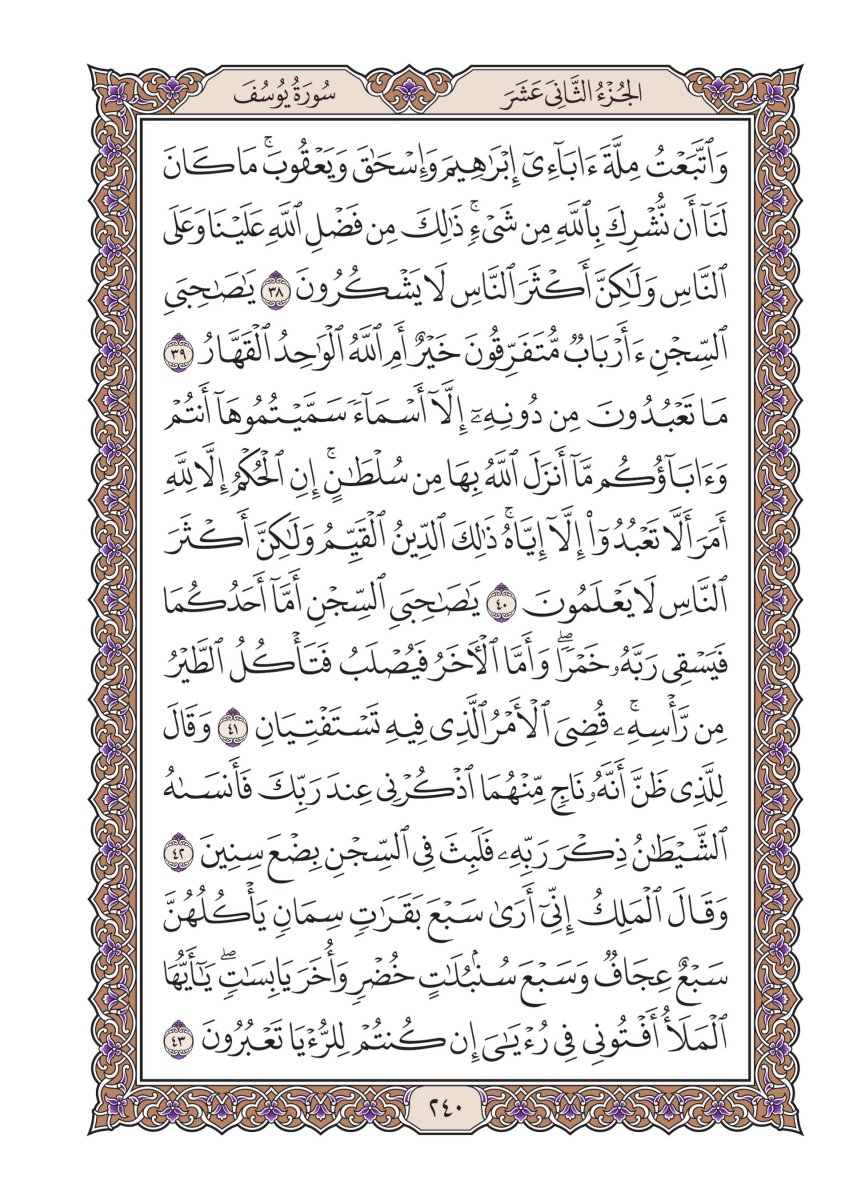 الجُزْءُ الثَّانِيَ عَشَرَ
سُورَةُ يُوسُفَ
وَٱتَّبَعۡتُ مِلَّةَ ءَابَآءِيٓ إِبۡرَٰهِيمَ وَإِسۡحَٰقَ وَيَعۡقُوبَۚ مَا كَانَ
لَنَآ أَن نُّشۡرِكَ بِٱللَّهِ مِن شَيۡءٖۚ ذَٰلِكَ مِن فَضۡلِ ٱللَّهِ عَلَيۡنَا وَعَلَى
ٱلنَّاسِ وَلَٰكِنَّ أَكۡثَرَ ٱلنَّاسِ لَا يَشۡكُرُونَ ٣٨ يَٰصَٰحِبَيِ
ٱلسِّجۡنِ ءَأَرۡبَابٞ مُّتَفَرِّقُونَ خَيۡرٌ أَمِ ٱللَّهُ ٱلۡوَٰحِدُ ٱلۡقَهَّارُ ٣٩
مَا تَعۡبُدُونَ مِن دُونِهِۦٓ إِلَّآ أَسۡمَآءٗ سَمَّيۡتُمُوهَآ أَنتُمۡ
وَءَابَآؤُكُم مَّآ أَنزَلَ ٱللَّهُ بِهَا مِن سُلۡطَٰنٍۚ إِنِ ٱلۡحُكۡمُ إِلَّا لِلَّهِ
أَمَرَ أَلَّا تَعۡبُدُوٓاْ إِلَّآ إِيَّاهُۚ ذَٰلِكَ ٱلدِّينُ ٱلۡقَيِّمُ وَلَٰكِنَّ أَكۡثَرَ
ٱلنَّاسِ لَا يَعۡلَمُونَ ٤٠ يَٰصَٰحِبَيِ ٱلسِّجۡنِ أَمَّآ أَحَدُكُمَا
فَيَسۡقِي رَبَّهُۥ خَمۡرٗاۖ وَأَمَّا ٱلۡأٓخَرُ فَيُصۡلَبُ فَتَأۡكُلُ ٱلطَّيۡرُ
مِن رَّأۡسِهِۦۚ قُضِيَ ٱلۡأَمۡرُ ٱلَّذِي فِيهِ تَسۡتَفۡتِيَانِ ٤١ وَقَالَ
لِلَّذِي ظَنَّ أَنَّهُۥ نَاجٖ مِّنۡهُمَا ٱذۡكُرۡنِي عِندَ رَبِّكَ فَأَنسَىٰهُ
ٱلشَّيۡطَٰنُ ذِكۡرَ رَبِّهِۦ فَلَبِثَ فِي ٱلسِّجۡنِ بِضۡعَ سِنِينَ ٤٢
وَقَالَ ٱلۡمَلِكُ إِنِّيٓ أَرَىٰ سَبۡعَ بَقَرَٰتٖ سِمَانٖ يَأۡكُلُهُنَّ
سَبۡعٌ عِجَافٞ وَسَبۡعَ سُنۢبُلَٰتٍ خُضۡرٖ وَأُخَرَ يَابِسَٰتٖۖ يَٰٓأَيُّهَا
ٱلۡمَلَأُ أَفۡتُونِي فِي رُءۡيَٰيَ إِن كُنتُمۡ لِلرُّءۡيَا تَعۡبُرُونَ ٤٣
٢٤٠